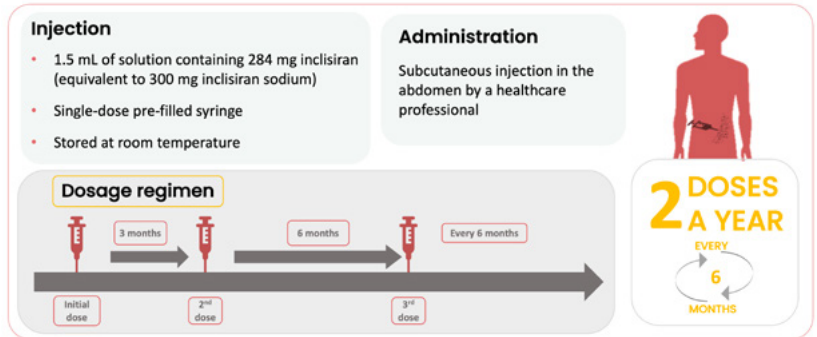 Injection
• 1.5 mL of solution containing 284 mg inclisiran
(equivalent to 300 mg inclisiran sodium)
• Single-dose pre-filled syringe
• Stored at room temperature
Administration
Subcutaneous injection in the
abdomen by a healthcare
professional
Dosage regimen
3 months
6 months
Every 6 months
Initial
dose
2nd
dose
3rd
dose
2 DOSES
A YEAR
EVERY
6
MONTHS